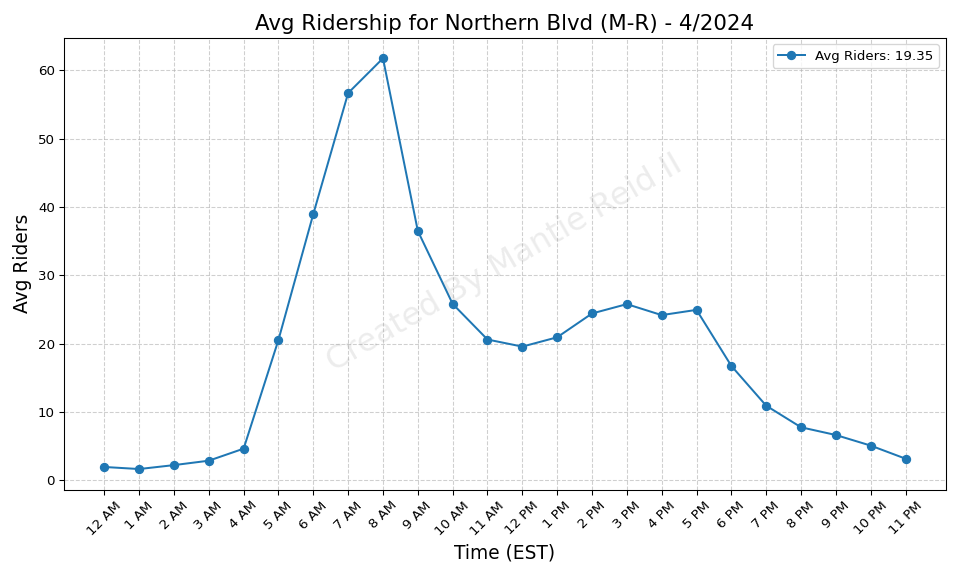 Avg Ridership for Northern Blvd (M-R) - 4/2024
Avg Riders: 19.35
60
50
40
30
20
10
0
Avg Riders
Created By Mantle Reid II
12 AM
1 AM
2 AM
3 AM
4 AM
5 AM
6 AM
7 AM
8 AM
9 AM
10 AM
11 AM
12 PM
1 PM
2 PM
3 PM
4 PM
5 PM
6 PM
7 PM
8 PM
9 PM
10 PM
11 PM
Time (EST)